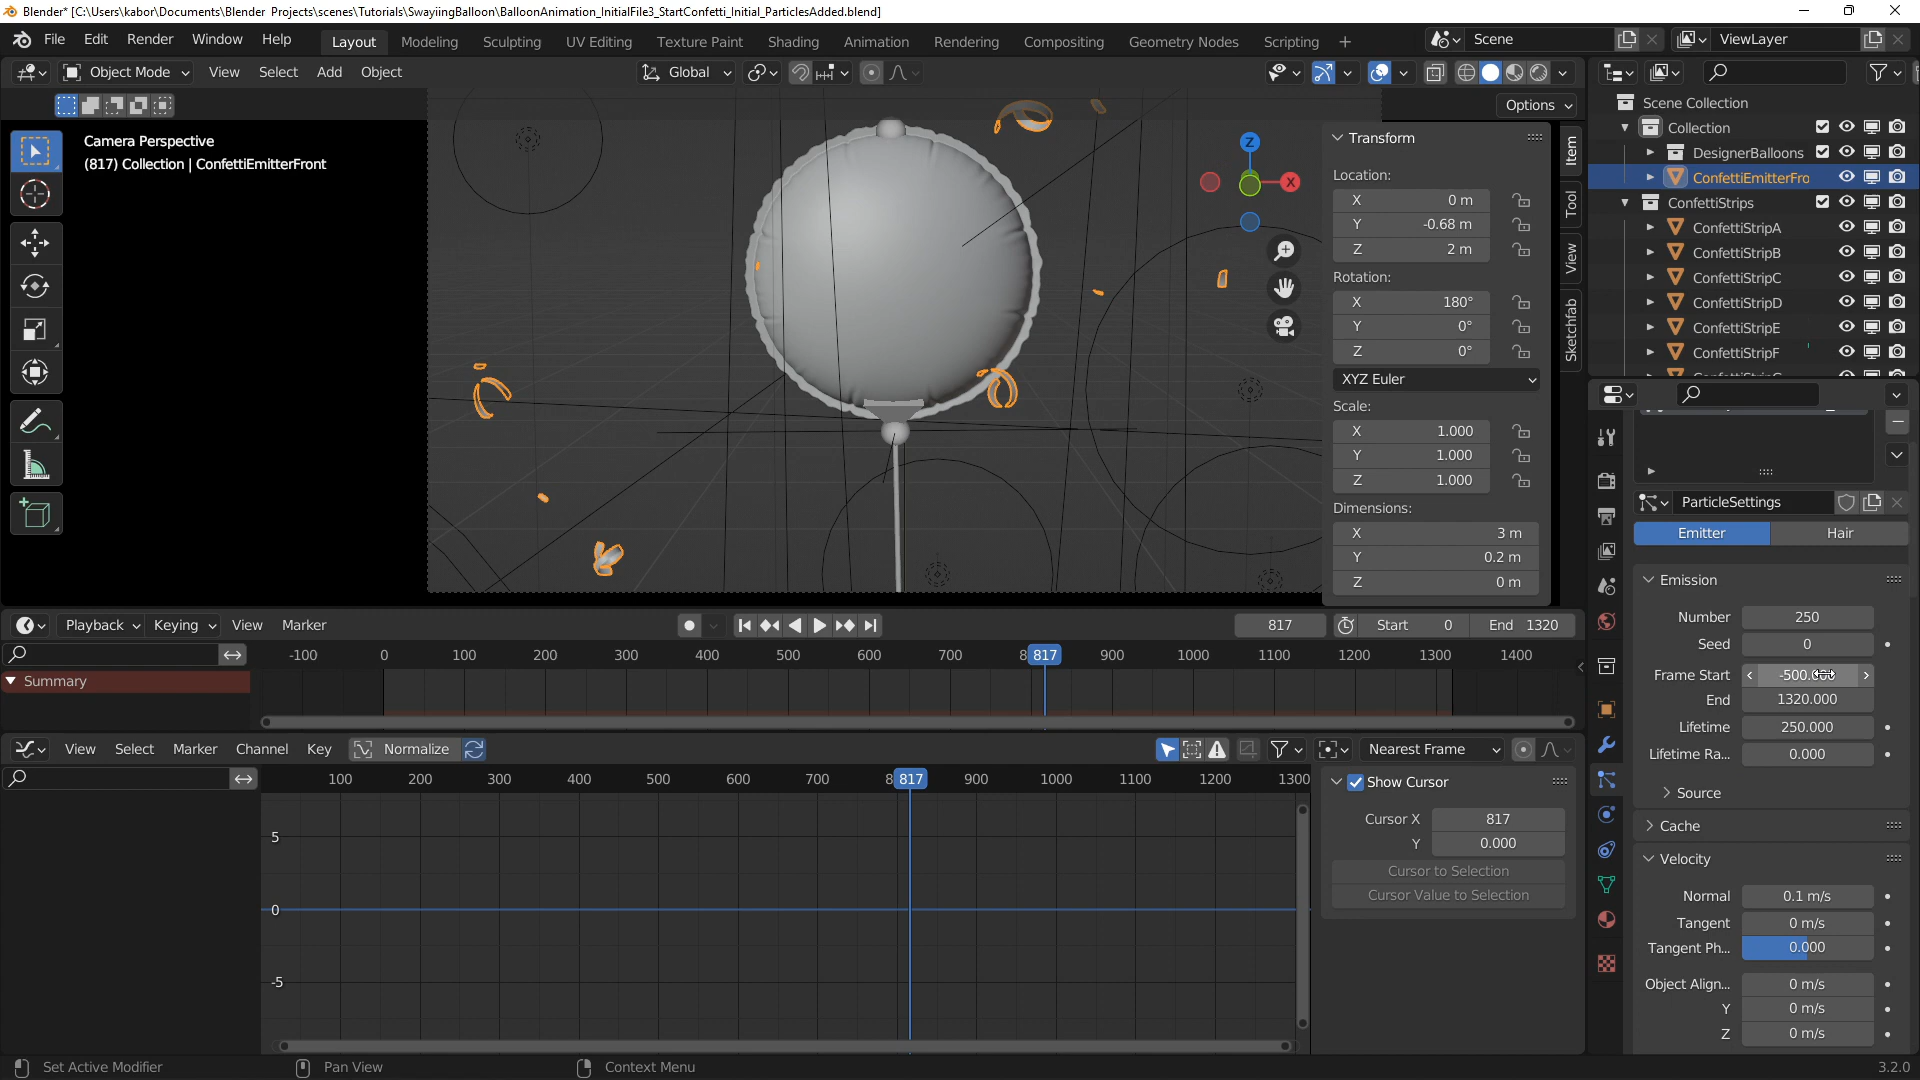 Blender* [C:\Users\kabor\Documents\Blender Projects\scenes\Tutorials\SwayiingBalloon\BalloonAnimation_InitialFile3_StartConfetti_Initial_ParticlesAdded.blend]
File Edit Render Window Help Layout Modeling Sculpting UV Editing Texture Paint Shading Animation Rendering Compositing Geometry Nodes Scripting + Scene ViewLayer
Object Mode View Select Add Object Global
Options
Camera Perspective
(817) Collection | ConfettiEmitterFront
Z
X
Transform
Location:
X 0 m
Y -0.68 m
Z 2 m
Rotation:
X 180°
Y 0°
Z 0°
XYZ Euler
Scale:
X 1.000
Y 1.000
Z 1.000
Dimensions:
X 3 m
Y 0.2 m
Z 0 m
Item
Tool
View
Sketchfab
Scene Collection
Collection
DesignerBalloons
ConfettiEmitterFro
ConfettiStrips
ConfettiStripA
ConfettiStripB
ConfettiStripC
ConfettiStripD
ConfettiStripE
ConfettiStripF
ParticleSettings
Emitter Hair
Emission
Number 250
Seed 0
Frame Start
End 1320.000
Lifetime 250.000
Lifetime Ra... 0.000
Source
Cache
Velocity
Normal 0.1 m/s
Tangent 0 m/s
Tangent Ph... 0.000
Object Align... 0 m/s
Y 0 m/s
Z 0 m/s
Playback Keying View Marker 817 Start 0 End 1320
-100 0 100 200 300 400 500 600 700 8 817 900 1000 1100 1200 1300 1400
Summary
View Select Marker Channel Key Normalize Nearest Frame
100 200 300 400 500 600 700 8 817 900 1000 1100 1200 1300
5
0
-5
Show Cursor
Cursor X 817
Y 0.000
Cursor to Selection
Cursor Value to Selection
Set Active Modifier Pan View Context Menu 3.2.0